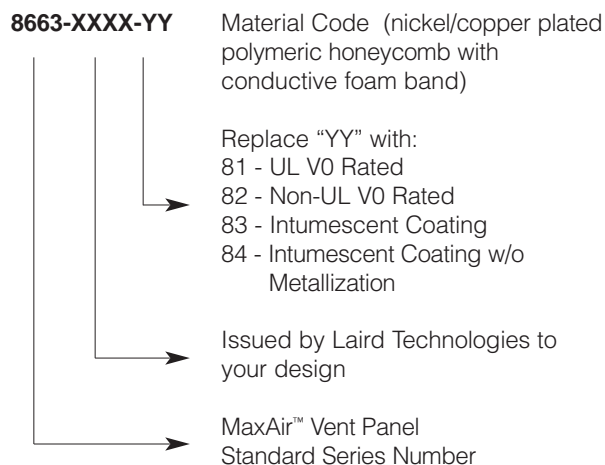 8663-XXXX-YY
Material Code (nickel/copper plated
polymeric honeycomb with
conductive foam band)
Replace “YY” with:
81 - UL V0 Rated
82 - Non-UL V0 Rated
83 - Intumescent Coating
84 - Intumescent Coating w/o
Metallization
Issued by Laird Technologies to
your design
MaxAir™ Vent Panel
Standard Series Number